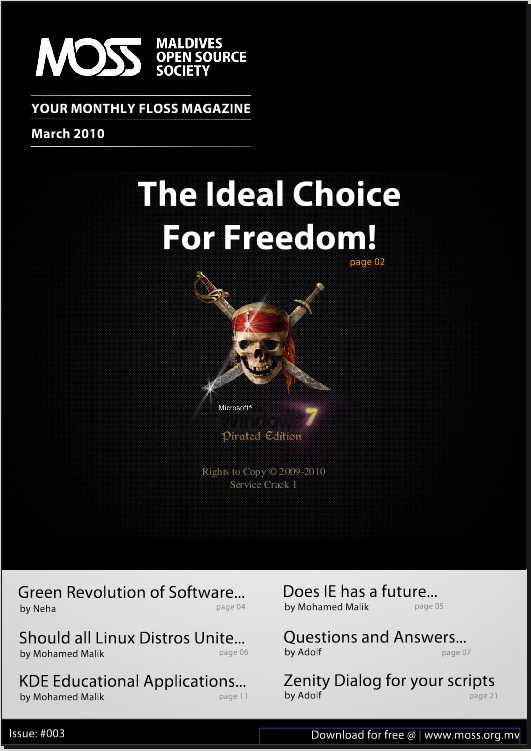 MOSS
MALDIVES
OPEN SOURCE
SOCIETY
YOUR MONTHLY FLOSS MAGAZINE
March 2010
The Ideal Choice
For Freedom!
page 02
Microsoft®
Windows 7
Pirated Edition
Rights to Copy © 2009-2010
Service Crack 1
Green Revolution of Software...
by Neha page 04
Does IE has a future...
by Mohamed Malik page 05
Should all Linux Distros Unite...
by Mohamed Malik page 06
Questions and Answers...
by Adolf page 07
KDE Educational Applications...
by Mohamed Malik page 11
Zenity Dialog for your scripts
by Adolf page 21
Issue: #003
Download for free @ | www.moss.org.mv